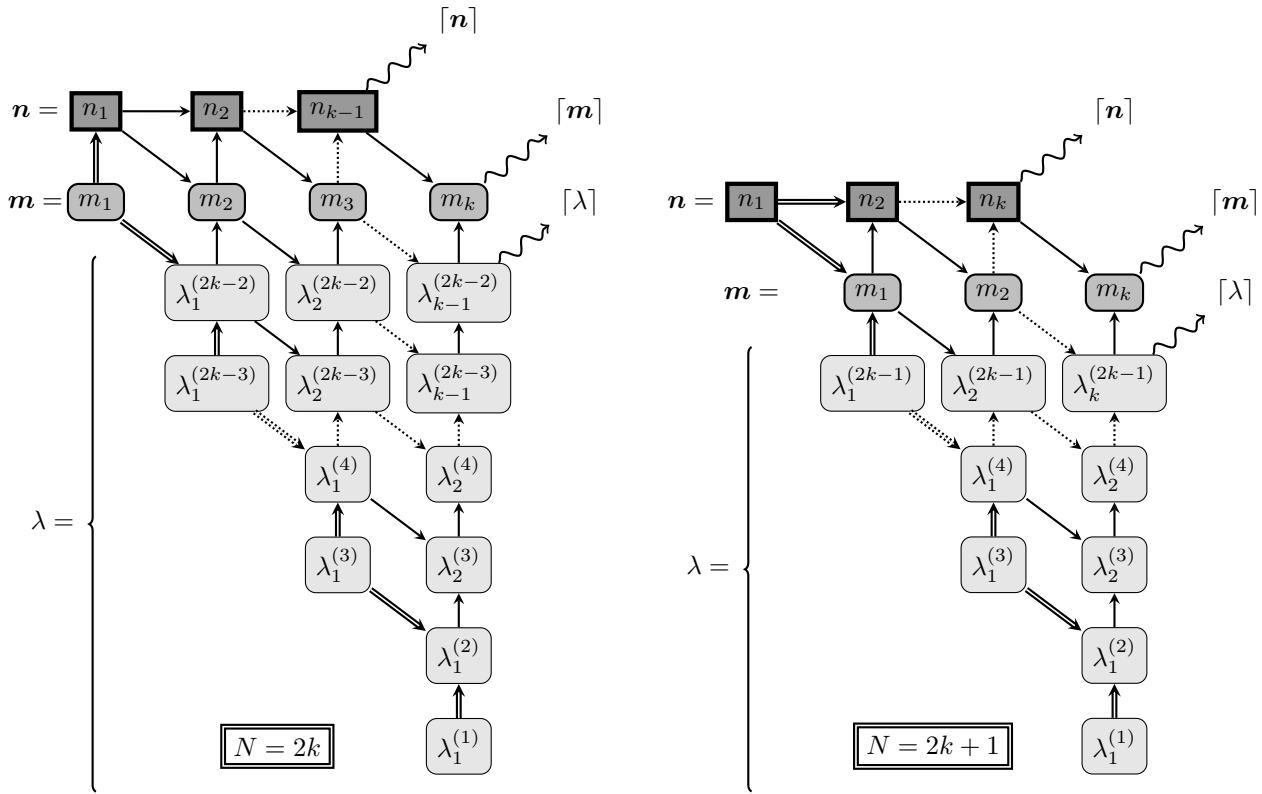 ⌈𝒏⌉
𝒏 = n₁ n₂ nₖ₋₁
⌈𝒎⌉
𝒎 = m₁ m₂ m₃ mₖ
⌈λ⌉
λ₁^{(2k−2)} λ₂^{(2k−2)} λ_{k−1}^{(2k−2)}
λ₁^{(2k−3)} λ₂^{(2k−3)} λ_{k−1}^{(2k−3)}
λ₁^{(4)} λ₂^{(4)}
λ =
λ₁^{(3)} λ₂^{(3)}
λ₁^{(2)}
λ₁^{(1)}
N = 2k
⌈𝒏⌉
𝒏 = n₁ n₂ nₖ
⌈𝒎⌉
𝒎 = m₁ m₂ mₖ
⌈λ⌉
λ₁^{(2k−1)} λ₂^{(2k−1)} λ_{k}^{(2k−1)}
λ₁^{(4)} λ₂^{(4)}
λ =
λ₁^{(3)} λ₂^{(3)}
λ₁^{(2)}
λ₁^{(1)}
N = 2k + 1